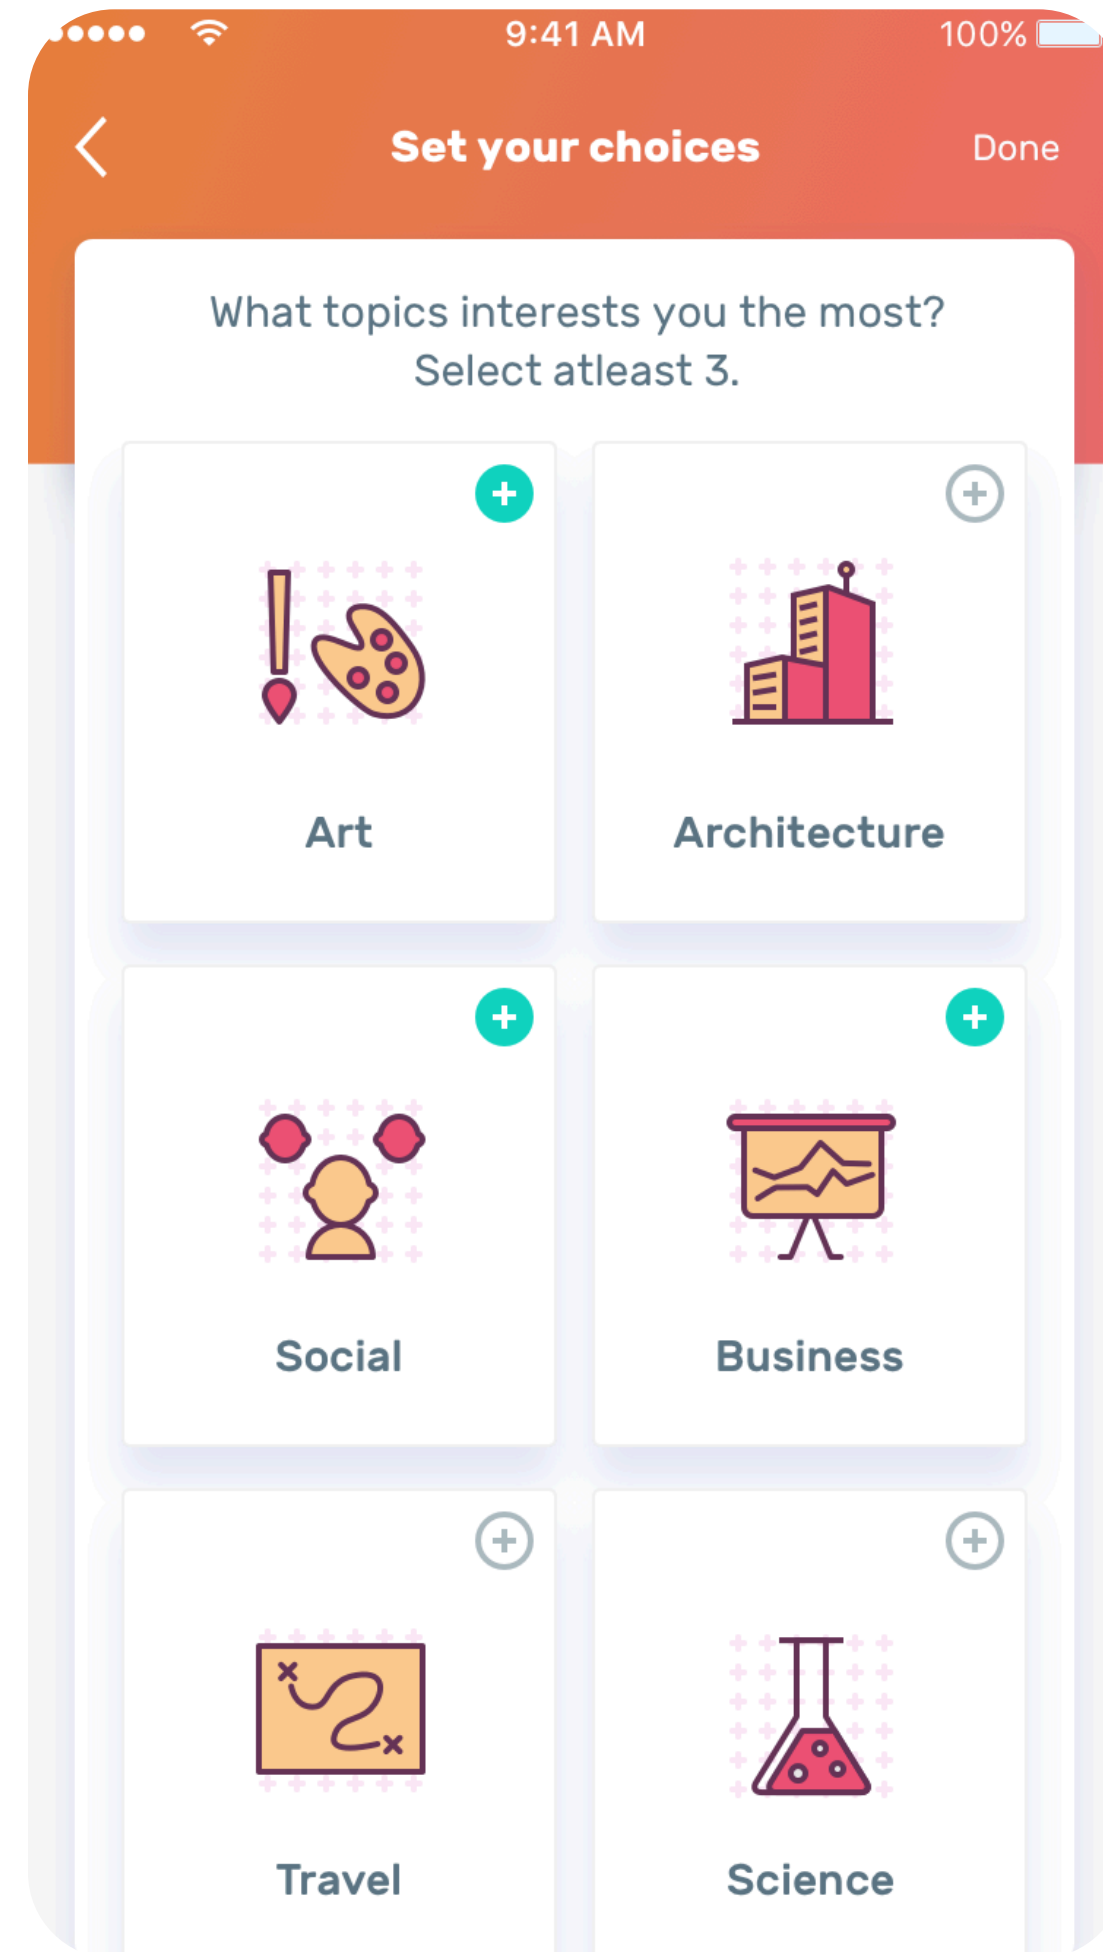 9:41 AM 100%
Set your choices Done
What topics interests you the most?
Select atleast 3.
Art Architecture
Social Business
Travel Science